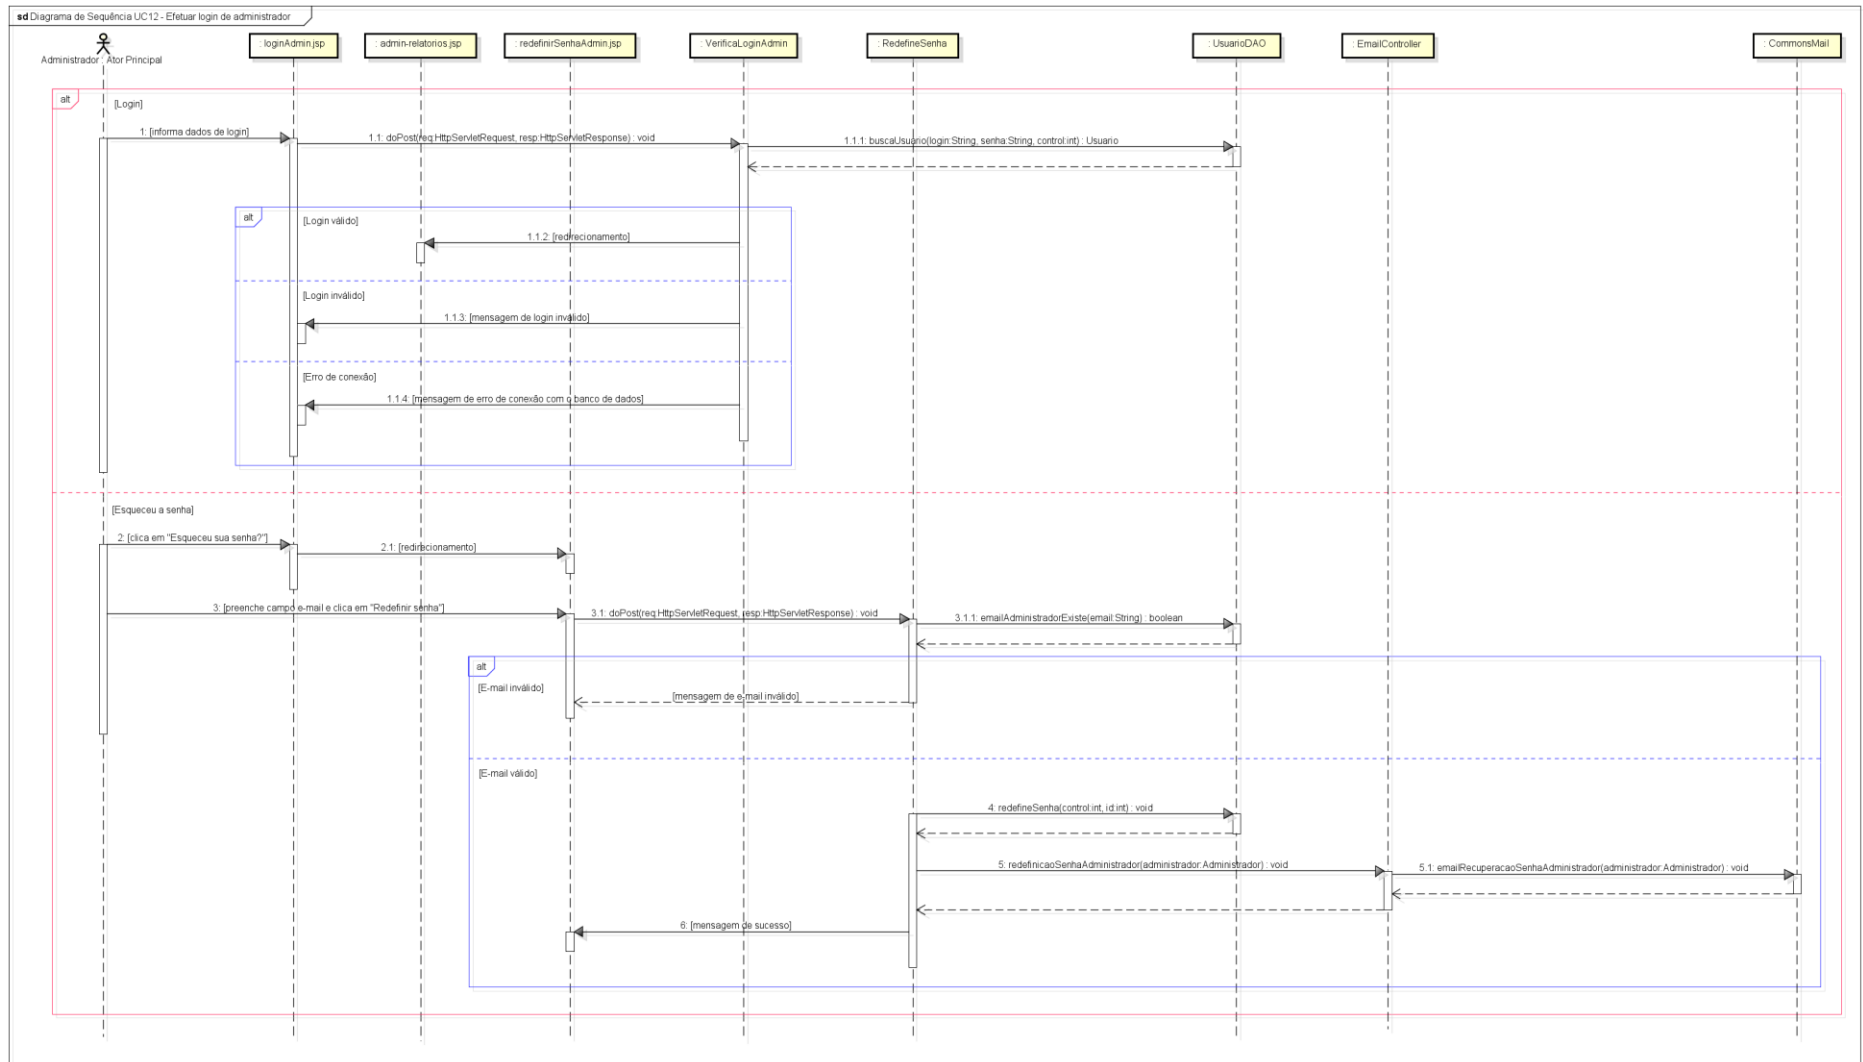 sd Diagrama de Sequência UC12 - Efetuar login de administrador
Administrador : Ator Principal
: loginAdmin.jsp
: admin-relatorios.jsp
: redefinirSenhaAdmin.jsp
: VerificaLoginAdmin
: RedefineSenha
: UsuarioDAO
: EmailController
: CommonsMail
alt
[Login]
1: [informa dados de login]
1.1: doPost(req:HttpServletRequest, resp:HttpServletResponse) : void
1.1.1: buscaUsuario(login:String, senha:String, control:int) : Usuario
alt
[Login válido]
1.1.2: [redirecionamento]
[Login inválido]
1.1.3: [mensagem de login inválido]
[Erro de conexão]
1.1.4: [mensagem de erro de conexão com o banco de dados]
[Esqueceu a senha]
2: [clica em "Esqueceu sua senha?"]
2.1: [redirecionamento]
3: [preenche campo e-mail e clica em "Redefinir senha"]
3.1: doPost(req:HttpServletRequest, resp:HttpServletResponse) : void
3.1.1: emailAdministradorExiste(email:String) : boolean
alt
[E-mail inválido]
[mensagem de e-mail inválido]
[E-mail válido]
4: redefineSenha(control:int, id:int) : void
5: redefinicaoSenhaAdministrador(administrador:Administrador) : void
5.1: emailRecuperacaoSenhaAdministrador(administrador:Administrador) : void
6: [mensagem de sucesso]